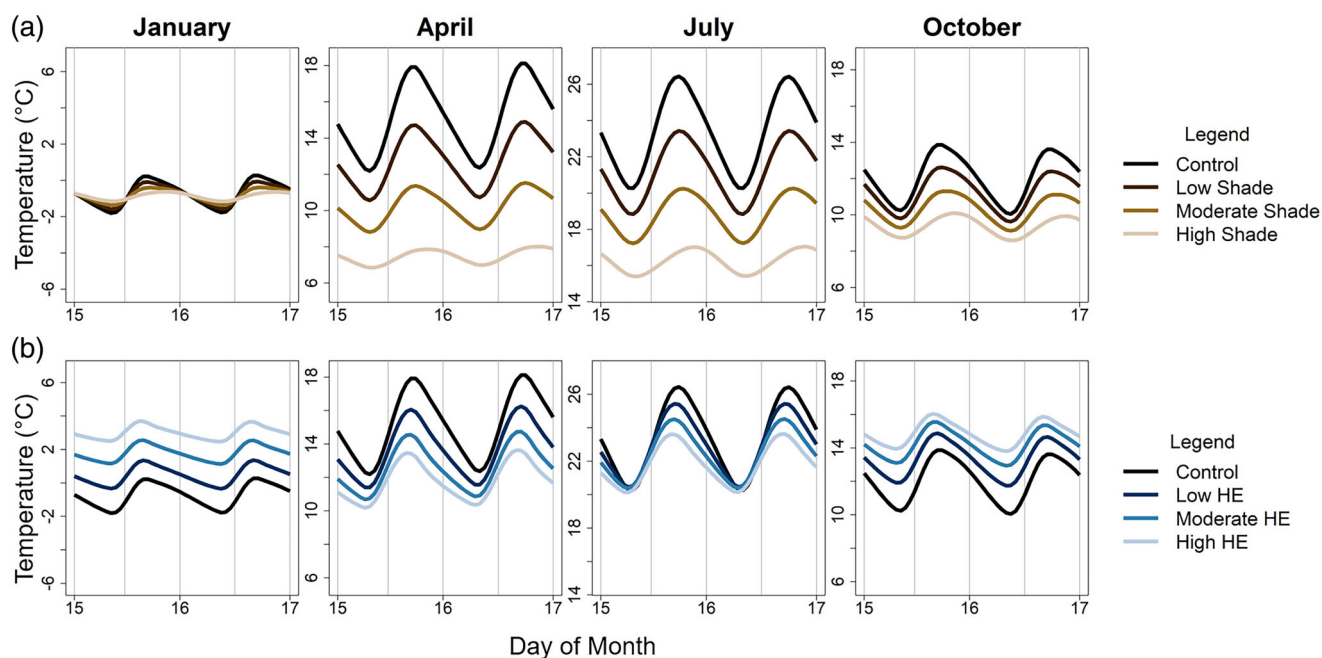 (a)
January April July October
Temperature (°C)
6
2
-2
-6
15 16 17
18
14
10
6
15 16 17
26
22
18
14
15 16 17
18
14
10
6
15 16 17
Legend
Control
Low Shade
Moderate Shade
High Shade
(b)
Temperature (°C)
6
2
-2
-6
15 16 17
18
14
10
6
15 16 17
26
22
18
14
15 16 17
18
14
10
6
15 16 17
Legend
Control
Low HE
Moderate HE
High HE
Day of Month